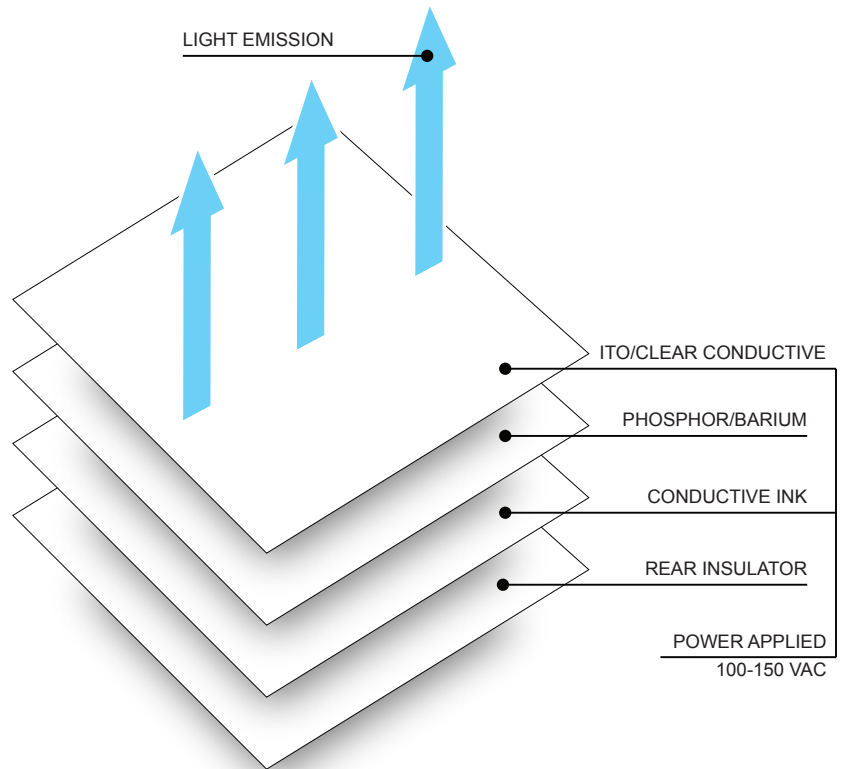 LIGHT EMISSION
ITO/CLEAR CONDUCTIVE
PHOSPHOR/BARIUM
CONDUCTIVE INK
REAR INSULATOR
POWER APPLIED
100-150 VAC